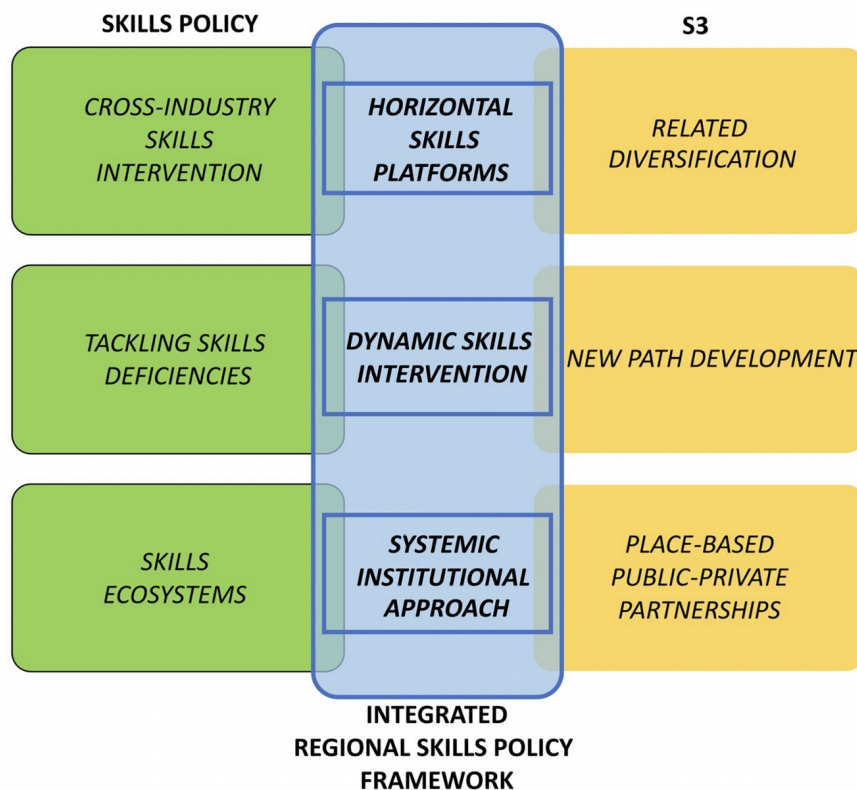 SKILLS POLICY
S3
CROSS-INDUSTRY
SKILLS
INTERVENTION
HORIZONTAL
SKILLS
PLATFORMS
RELATED
DIVERSIFICATION
TACKLING SKILLS
DEFICIENCIES
DYNAMIC SKILLS
INTERVENTION
NEW PATH DEVELOPMENT
SKILLS
ECOSYSTEMS
SYSTEMIC
INSTITUTIONAL
APPROACH
PLACE-BASED
PUBLIC-PRIVATE
PARTNERSHIPS
INTEGRATED
REGIONAL SKILLS POLICY
FRAMEWORK